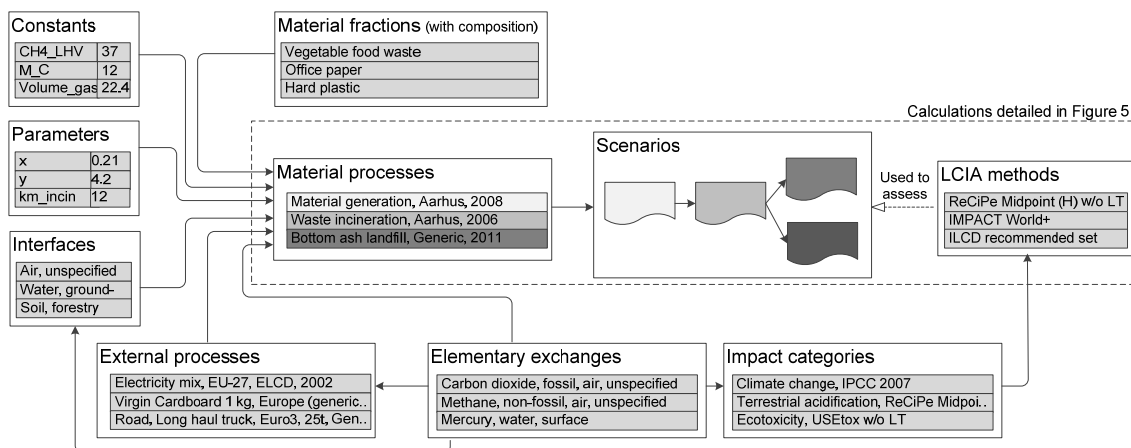 Constants
CH4_LHV 37
M_C 12
Volume_gas 22.4
Material fractions (with composition)
Vegetable food waste
Office paper
Hard plastic
Calculations detailed in Figure 5
Parameters
x 0.21
y 4.2
km_incin 12
Material processes
Material generation, Aarhus, 2008
Waste incineration, Aarhus, 2006
Bottom ash landfill, Generic, 2011
Scenarios
Used to
assess
LCIA methods
ReCiPe Midpoint (H) w/o LT
IMPACT World+
ILCD recommended set
Interfaces
Air, unspecified
Water, ground-
Soil, forestry
External processes
Electricity mix, EU-27, ELCD, 2002
Virgin Cardboard 1 kg, Europe (generic..
Road, Long haul truck, Euro3, 25t, Gen..
Elementary exchanges
Carbon dioxide, fossil, air, unspecified
Methane, non-fossil, air, unspecified
Mercury, water, surface
Impact categories
Climate change, IPCC 2007
Terrestrial acidification, ReCiPe Midpoi..
Ecotoxicity, USEtox w/o LT